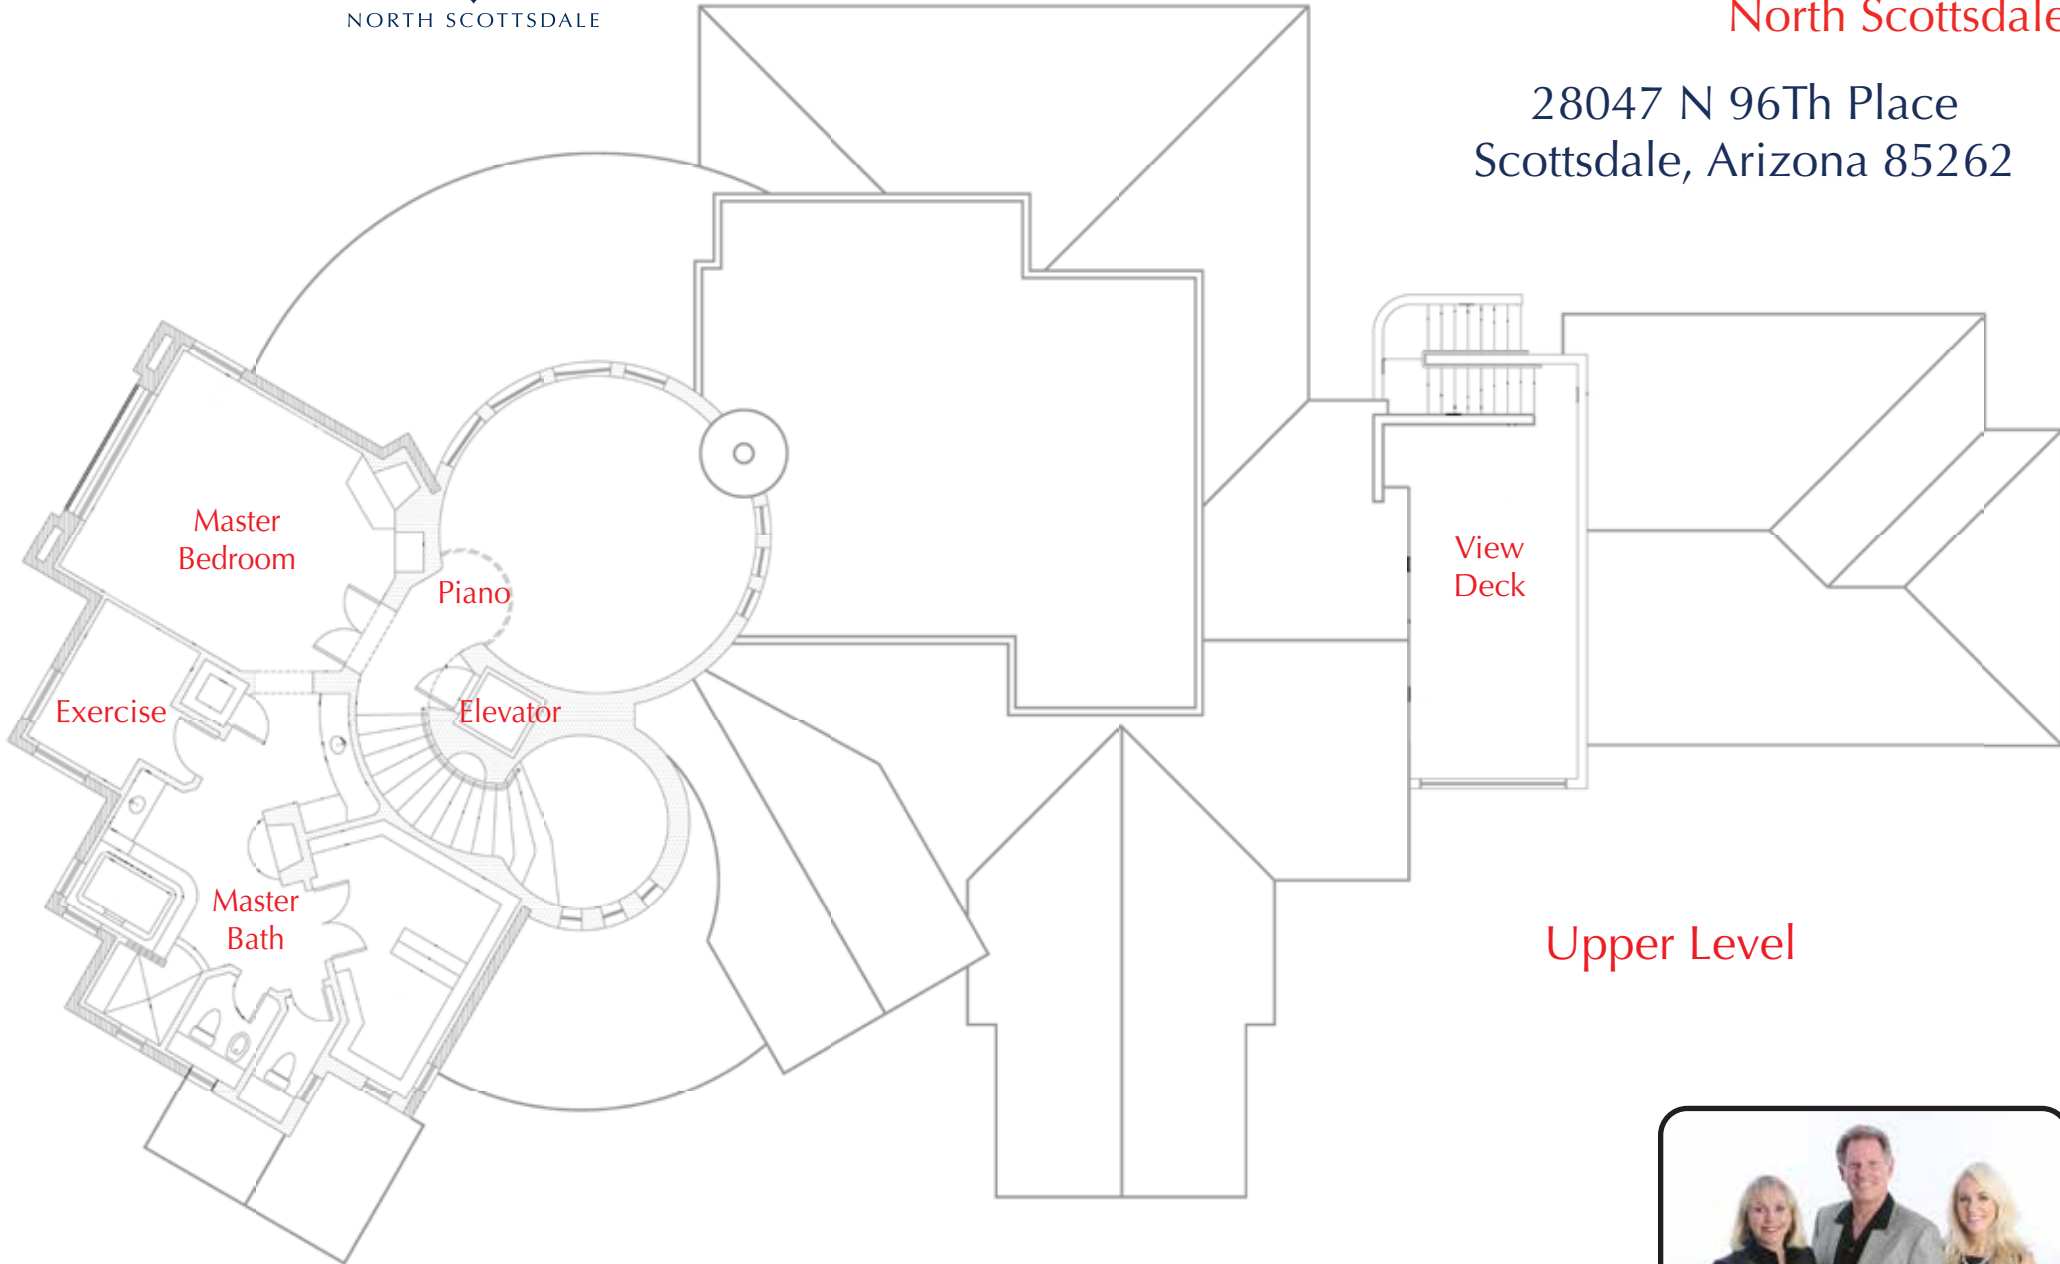 NORTH SCOTTSDALE
North Scottsdale
28047 N 96Th Place
Scottsdale, Arizona 85262
Master
Bedroom
Piano
View
Deck
Exercise
Elevator
Master
Bath
Upper Level